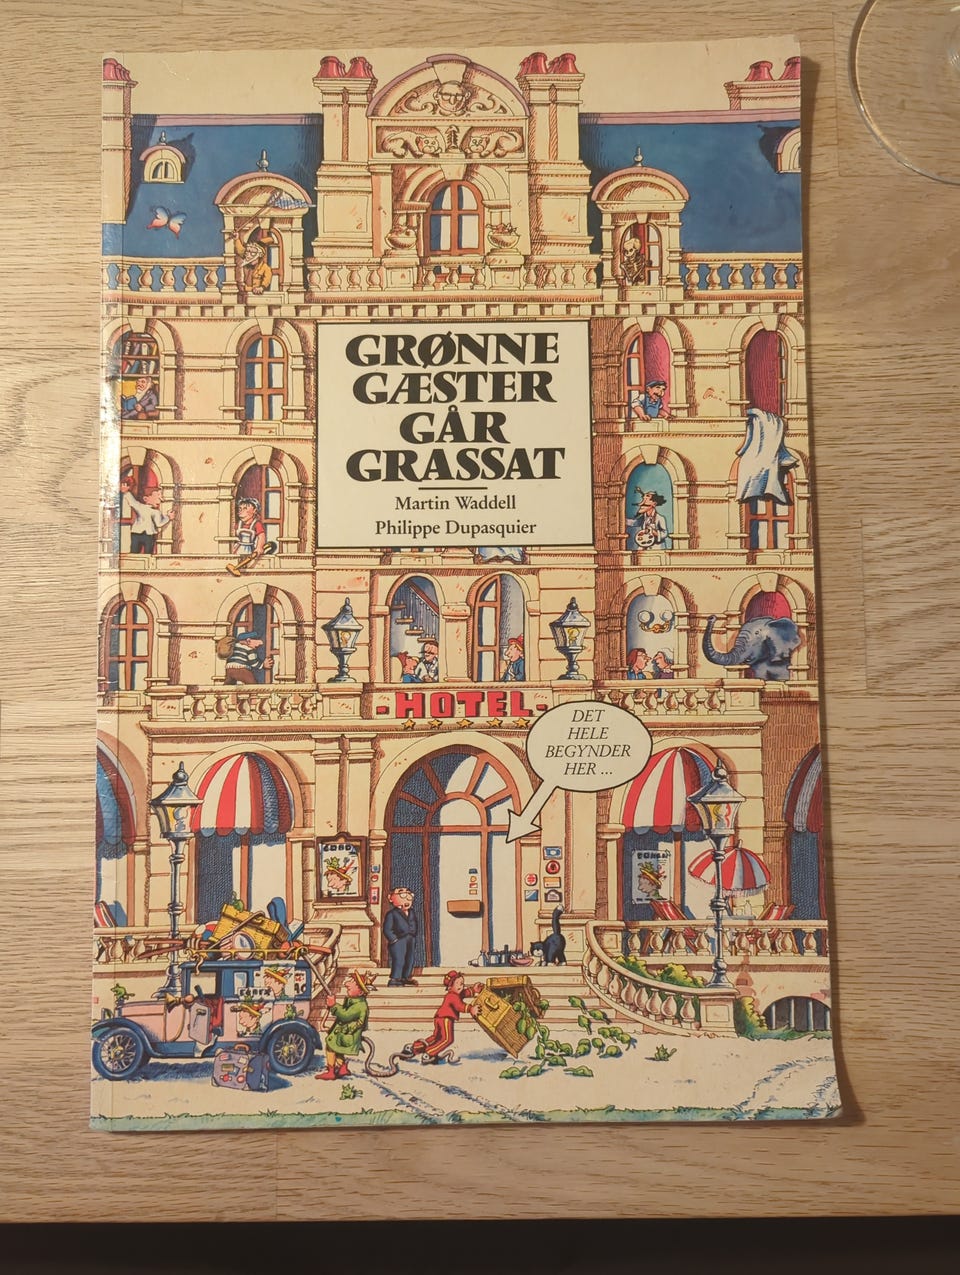 GRØNNE
GÆSTER
GÅR
GRASSAT
Martin Waddell
Philippe Dupasquier
-HOTEL-
DET
HELE
BEGYNDER
HER ...